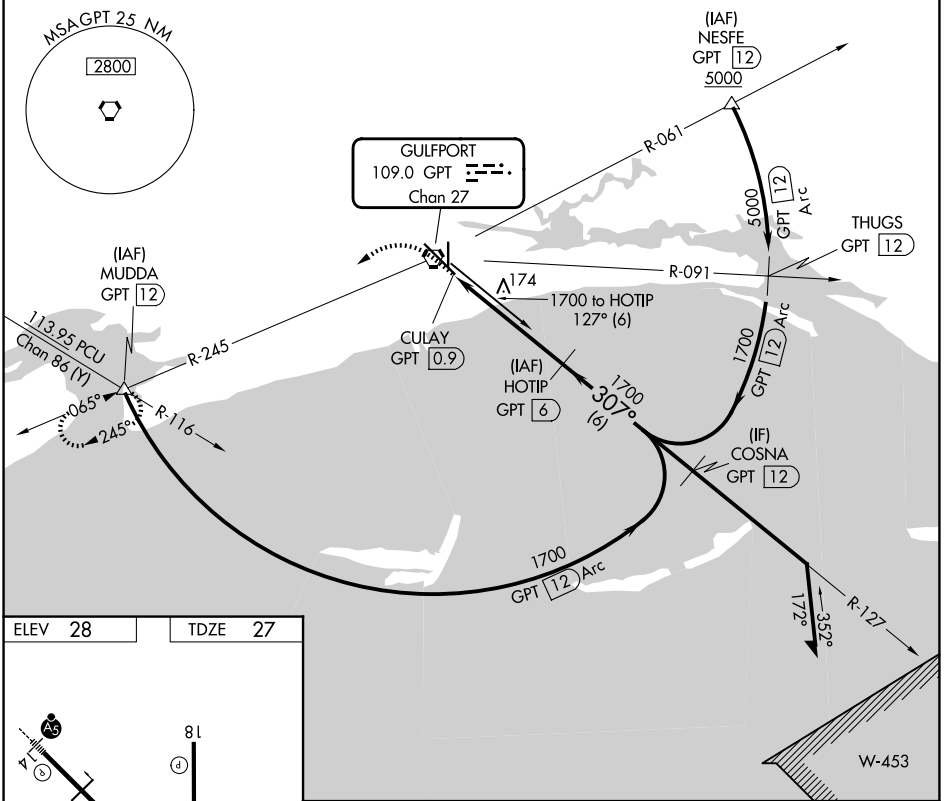 MSA GPT 25 NM
2800
(IAF)
NESFE
GPT 12
5000
R-061
GULFPORT
109.0 GPT
Chan 27
5000
GPT 12 Arc
THUGS
GPT 12
R-091
174
1700 to HOTIP
127° (6)
(IAF)
MUDDA
GPT 12
113.95 PCU
Chan 86 (Y)
R-245
CULAY
GPT 0.9
1700
GPT 12 Arc
(IAF)
HOTIP
GPT 6
1700
307°
(6)
065°
245°
R-116
(IF)
COSNA
GPT 12
1700
GPT 12 Arc
172°
352°
R-127
W-453
ELEV 28
TDZE 27
A5
14
P
18
P